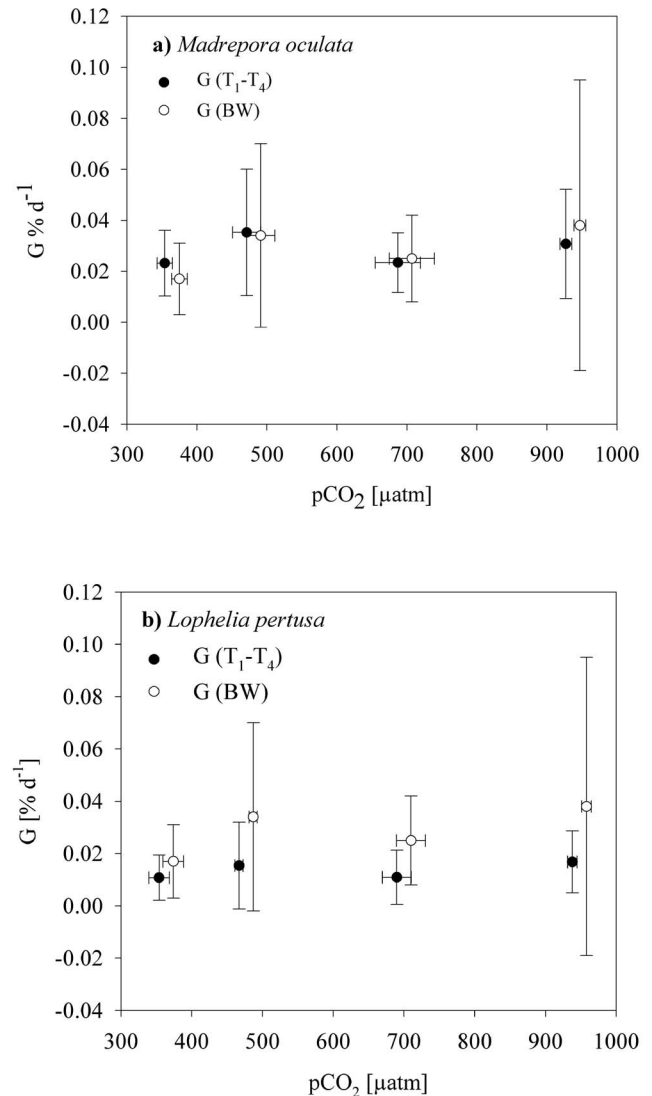 a) Madrepora oculata
G (T₁-T₄)
G (BW)
0.12
0.10
0.08
0.06
0.04
0.02
0.00
-0.02
-0.04
G % d⁻¹
300 400 500 600 700 800 900 1000
pCO₂ [µatm]
b) Lophelia pertusa
G (T₁-T₄)
G (BW)
0.12
0.10
0.08
0.06
0.04
0.02
0.00
-0.02
-0.04
G [% d⁻¹]
300 400 500 600 700 800 900 1000
pCO₂ [µatm]